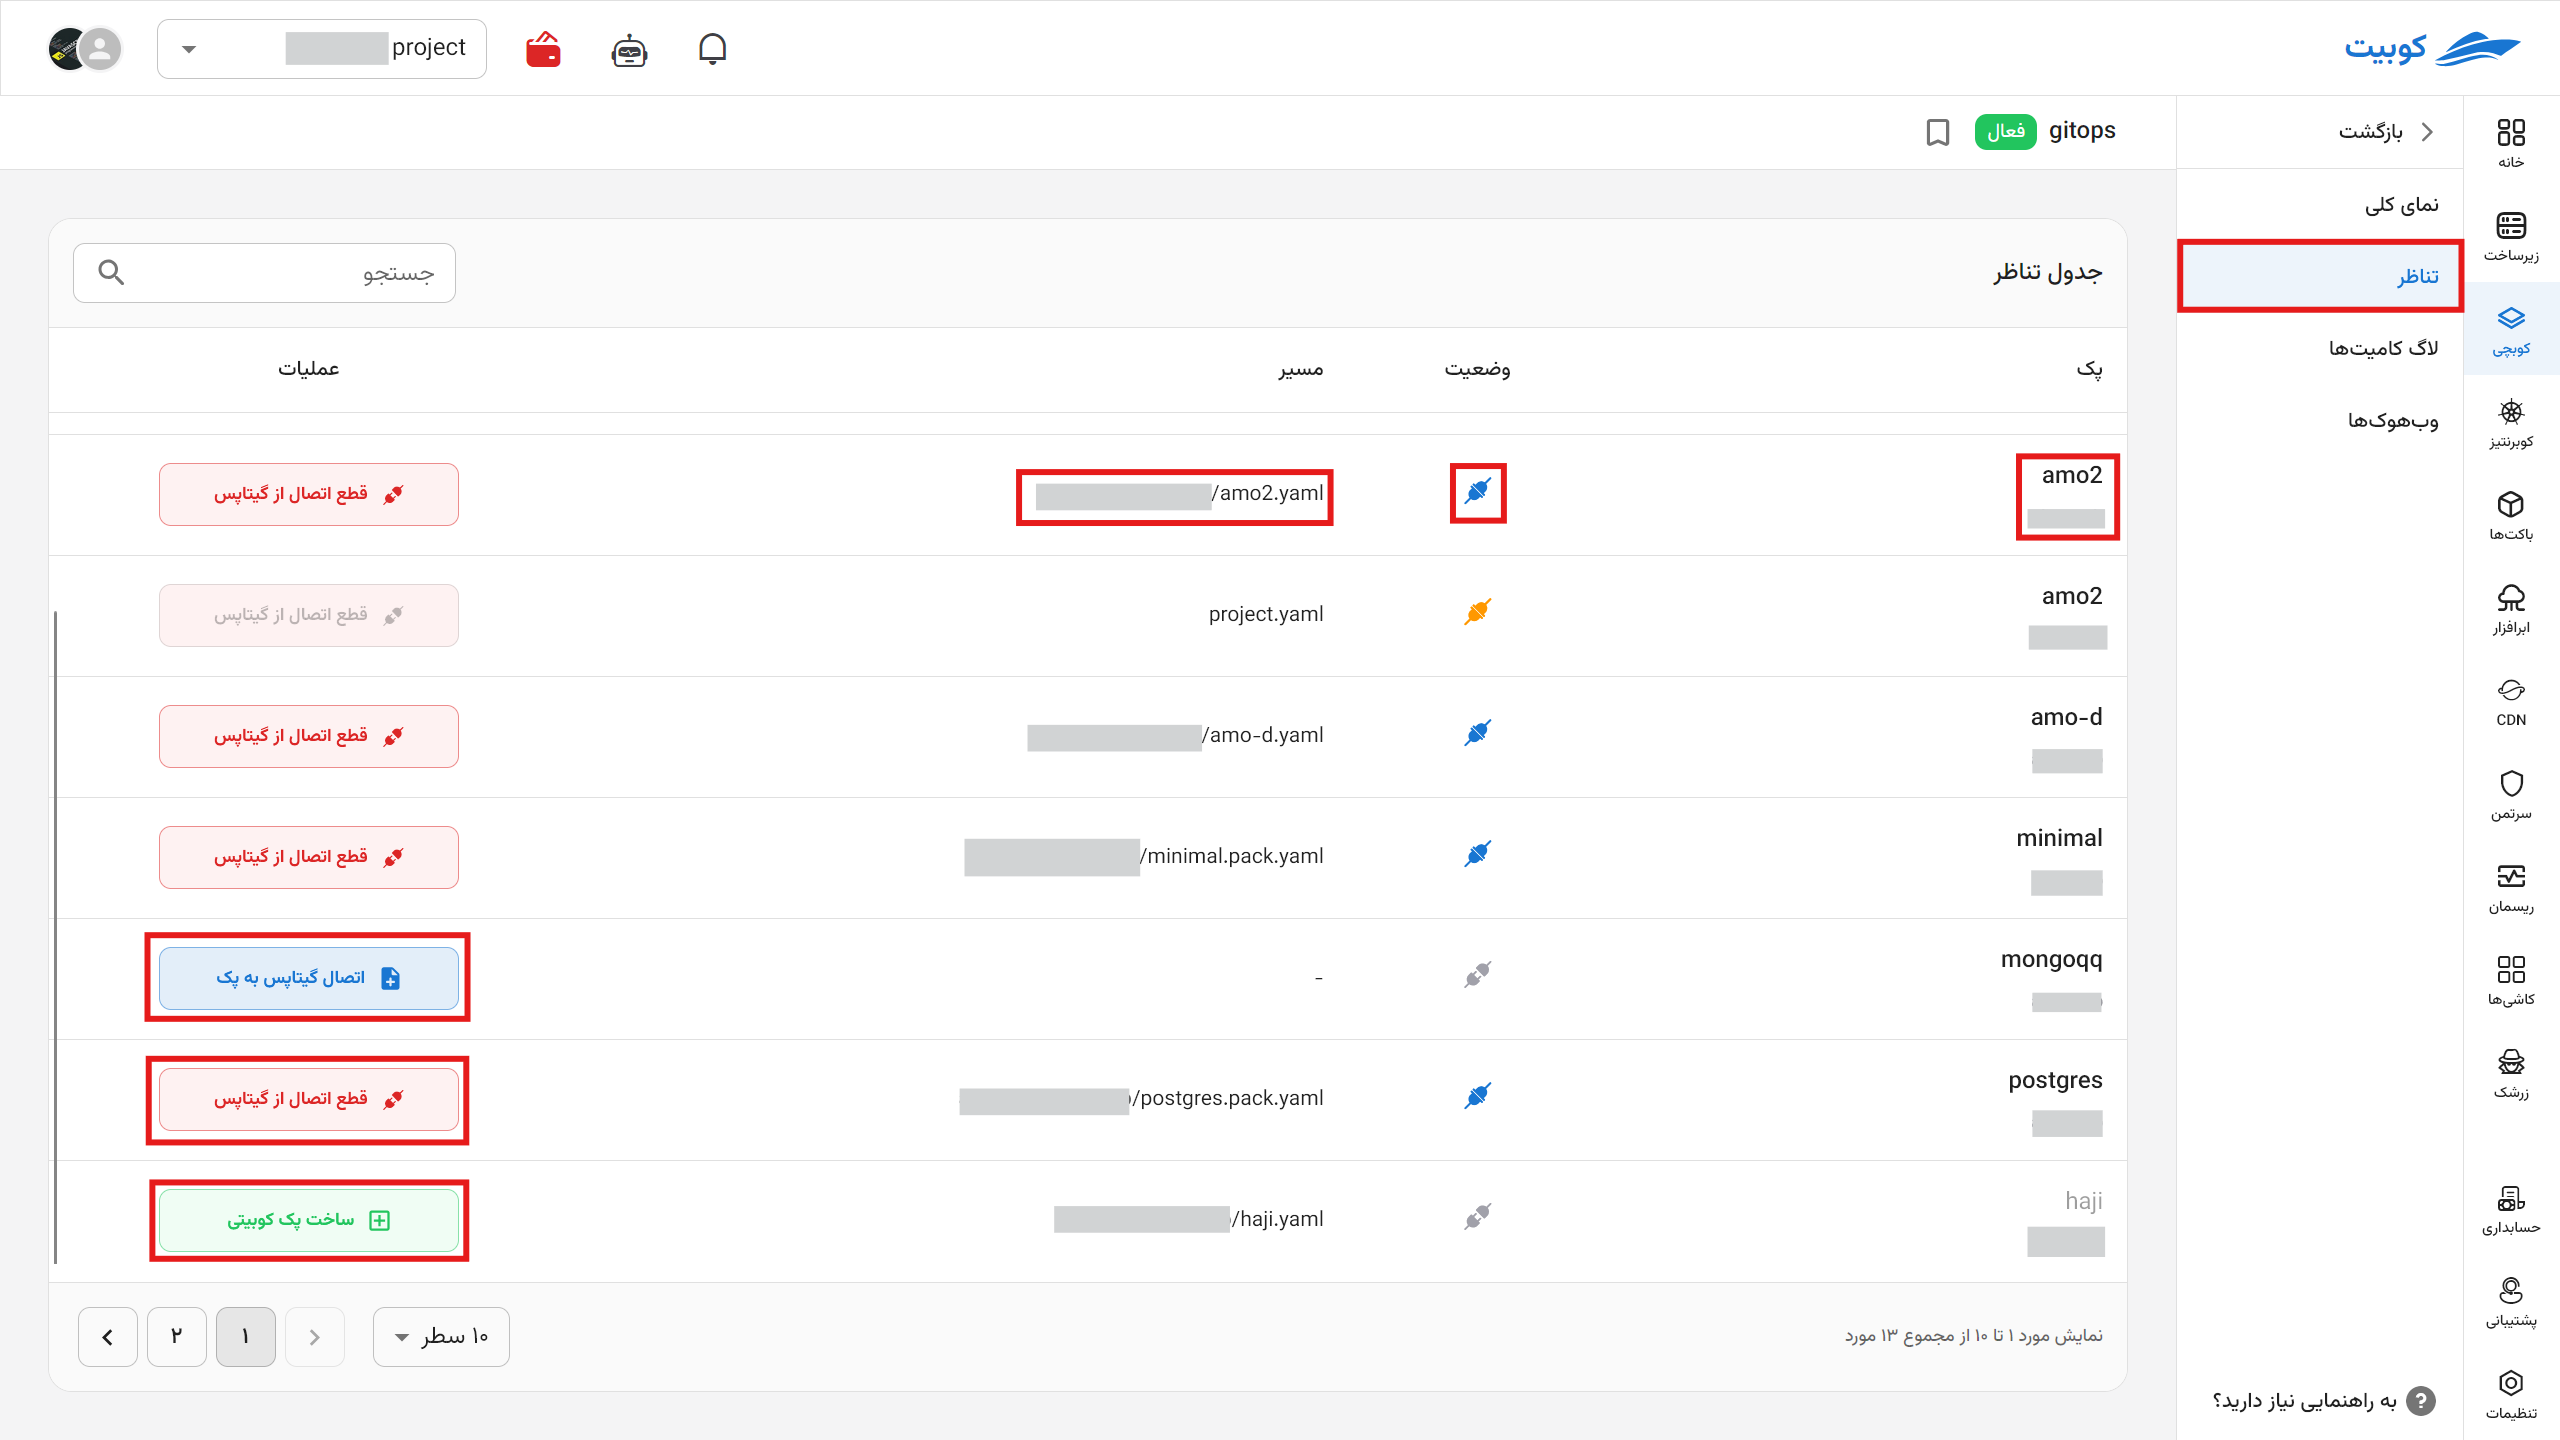 کوبیت
project
خانه
زیرساخت
کوبچی
کوبرنتیز
باکت‌ها
ابرافزار
CDN
سرتمن
ریسمان
کاشی‌ها
زرشک
حسابداری
پشتیبانی
تنظیمات
بازگشت
نمای کلی
تناظر
لاگ کامیت‌ها
وب‌هوک‌ها
به راهنمایی نیاز دارید؟
gitops فعال
جدول تناظر
جستجو
پک وضعیت مسیر عملیات
amo2 /amo2.yaml قطع اتصال از گیتاپس
amo2 project.yaml قطع اتصال از گیتاپس
amo-d /amo-d.yaml قطع اتصال از گیتاپس
minimal /minimal.pack.yaml قطع اتصال از گیتاپس
mongoqq - اتصال گیتاپس به پک
postgres /postgres.pack.yaml قطع اتصال از گیتاپس
haji /haji.yaml ساخت پک کوبیتی
نمایش مورد ۱ تا ۱۰ از مجموع ۱۳ مورد
۱۰ سطر
۱ ۲